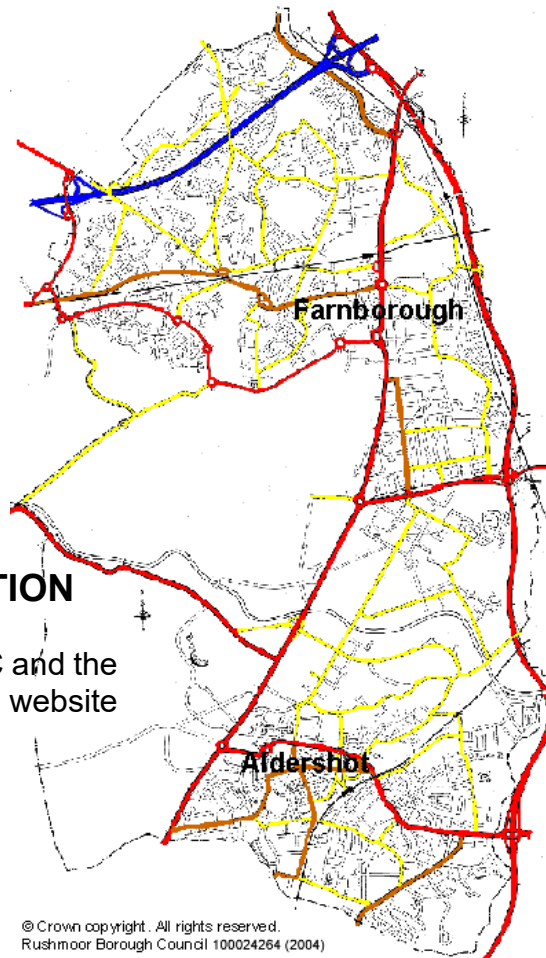 Farnborough
TION
C and the
website
Aldershot
© Crown copyright. All rights reserved.
Rushmoor Borough Council 100024264 (2004)